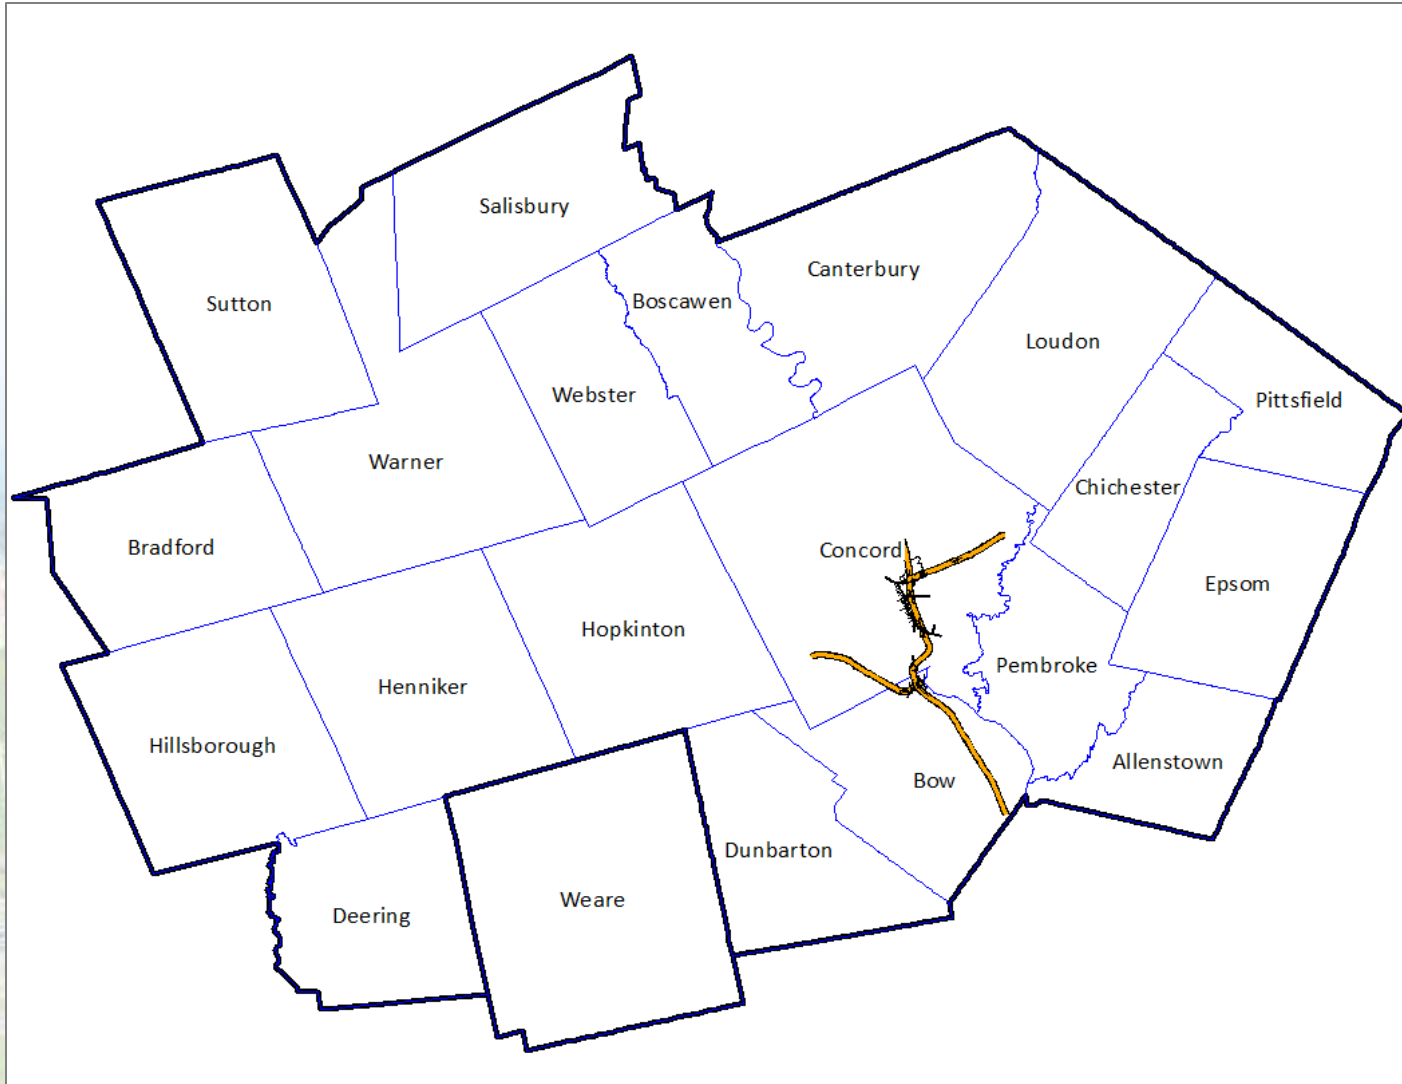 Salisbury
Canterbury
Sutton
Boscawen
Loudon
Webster
Pittsfield
Warner
Chichester
Bradford
Concord
Epsom
Hopkinton
Pembroke
Henniker
Hillsborough
Allenstown
Bow
Dunbarton
Weare
Deering